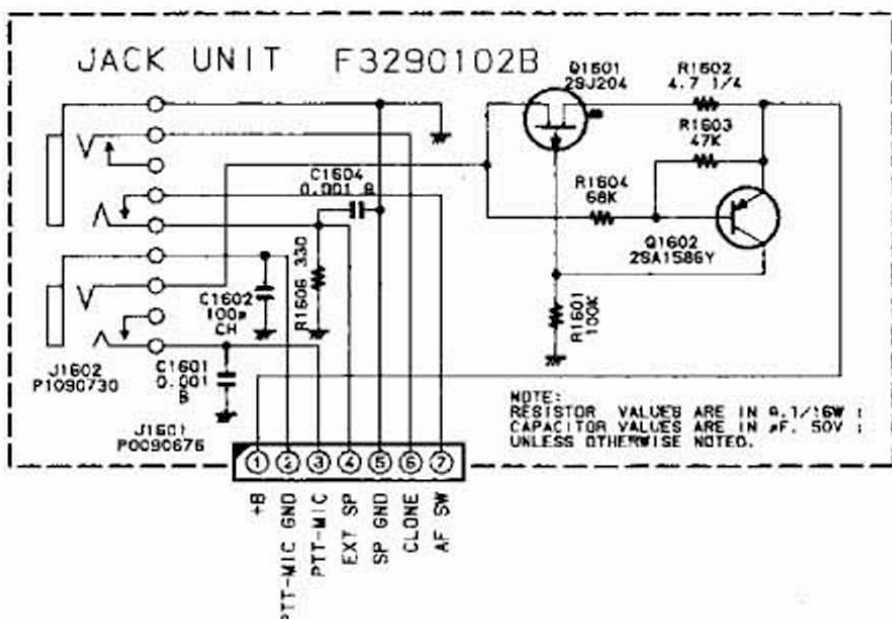 JACK UNIT F3290102B
Q1601
2SJ204
R1602
4.7 1/4
R1603
47K
C1604
0.001 B
R1604
68K
Q1602
2SA1586Y
R1606 330
C1602
100P
CH
R1601
100K
J1602
P1090730
C1601
0.001
B
J1601
P0090676
NOTE:
RESISTOR VALUES ARE IN Ω, 1/16W ;
CAPACITOR VALUES ARE IN µF, 50V ;
UNLESS OTHERWISE NOTED.
1 2 3 4 5 6 7
+B
PTT-MIC GND
PTT-MIC
EXT SP
SP GND
CLONE
AF SW